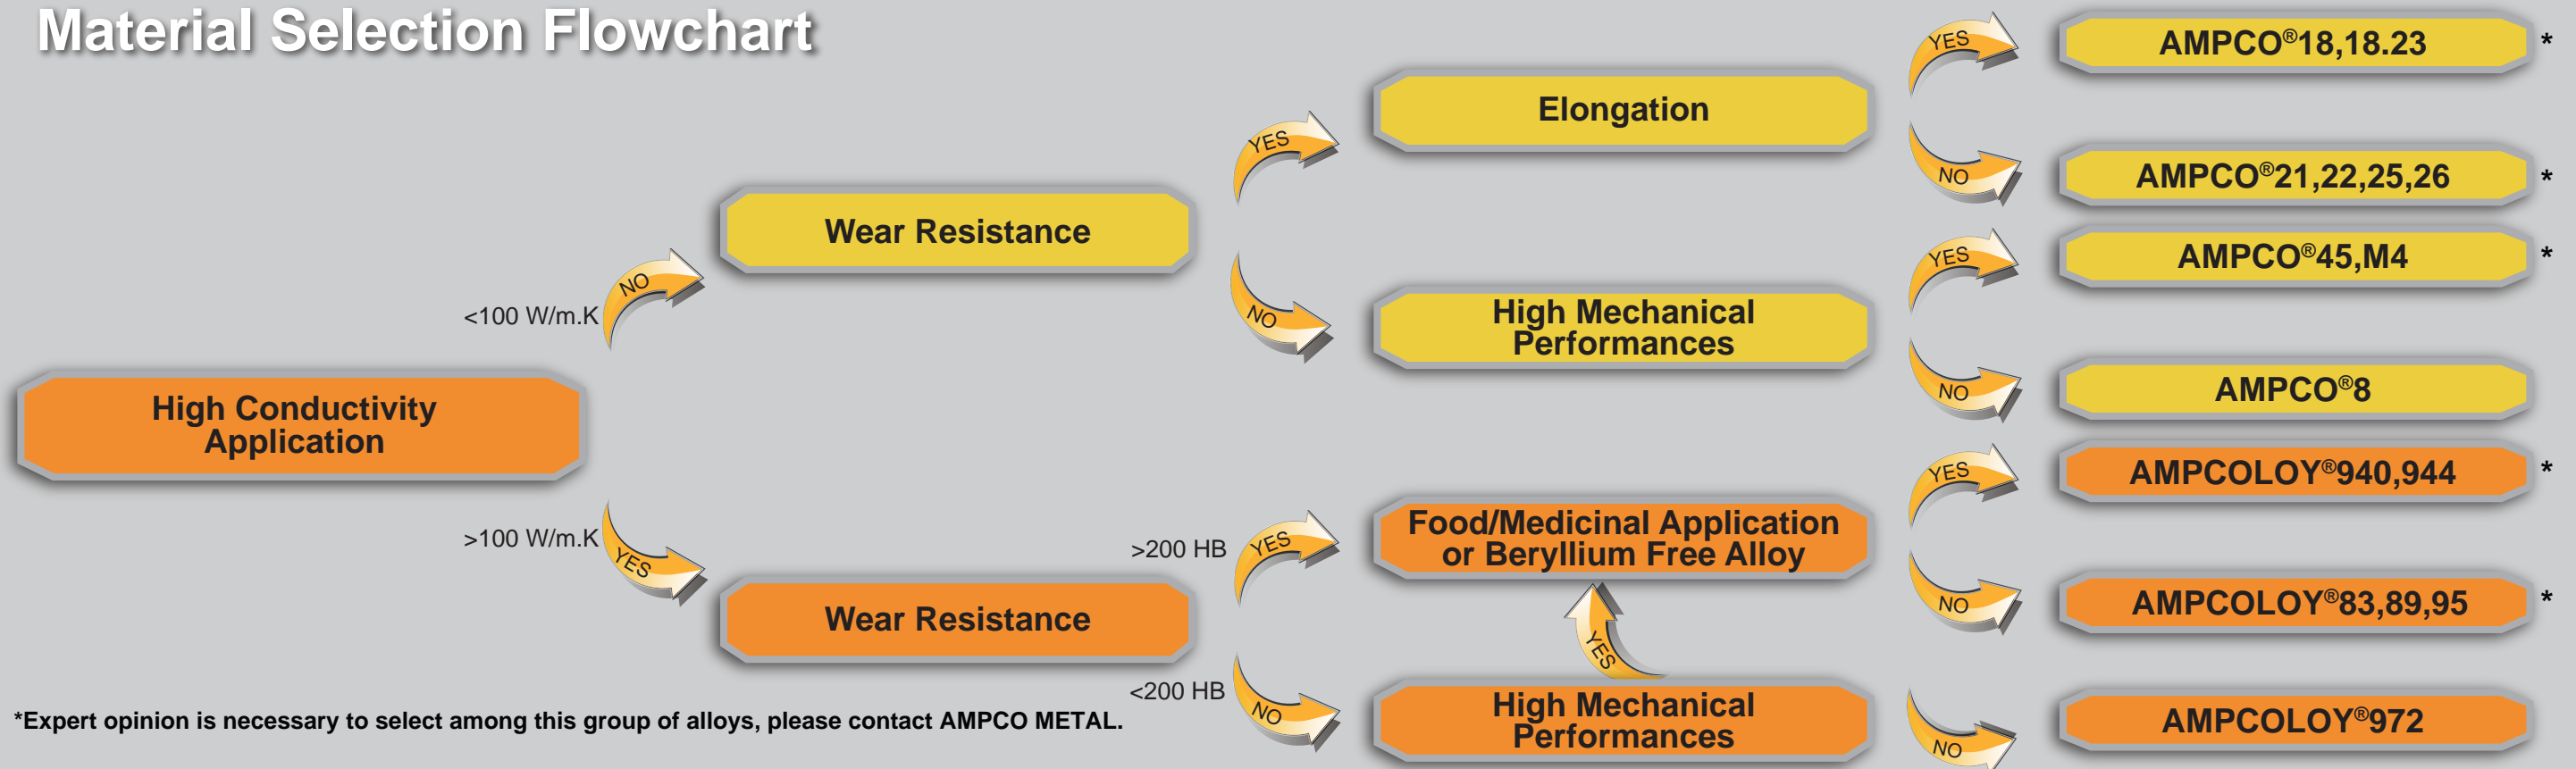 Material Selection Flowchart
YES
AMPCO®18,18.23 *
Elongation
YES
NO
AMPCO®21,22,25,26 *
Wear Resistance
NO
<100 W/m.K
YES
AMPCO®45,M4 *
NO
High Mechanical
Performances
NO
AMPCO®8
High Conductivity
Application
YES
AMPCOLOY®940,944 *
>100 W/m.K
YES
>200 HB
YES
Food/Medicinal Application
or Beryllium Free Alloy
NO
AMPCOLOY®83,89,95 *
Wear Resistance
YES
<200 HB
NO
High Mechanical
Performances
NO
AMPCOLOY®972
*Expert opinion is necessary to select among this group of alloys, please contact AMPCO METAL.